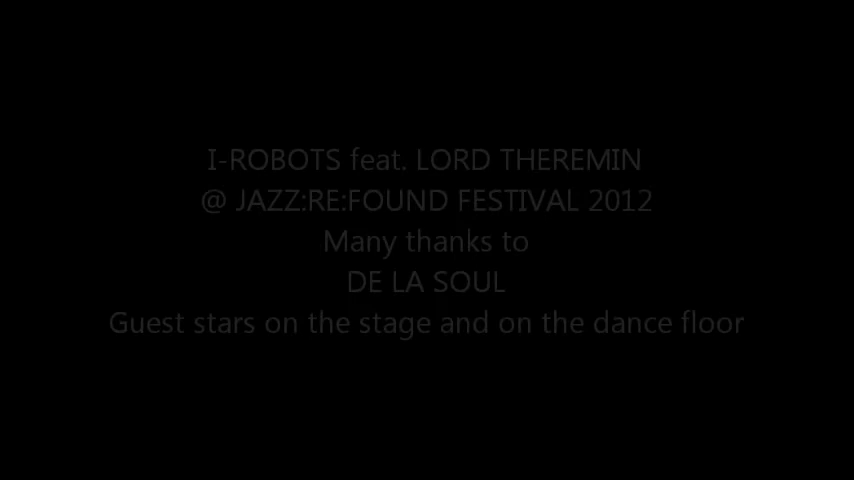 I-ROBOTS feat. LORD THEREMIN
@ JAZZ:RE:FOUND FESTIVAL 2012
Many thanks to
DE LA SOUL
Guest stars on the stage and on the dance floor